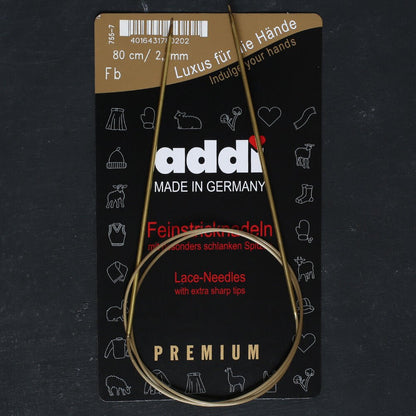 755-7
80 cm/ 2, mm
Fb
Luxus für die Hände
Indulge your hands
addi
MADE IN GERMANY
Feinstricknadeln
mit besonders schlanken
Lace-Needles
with extra sharp tips
PREMIUM